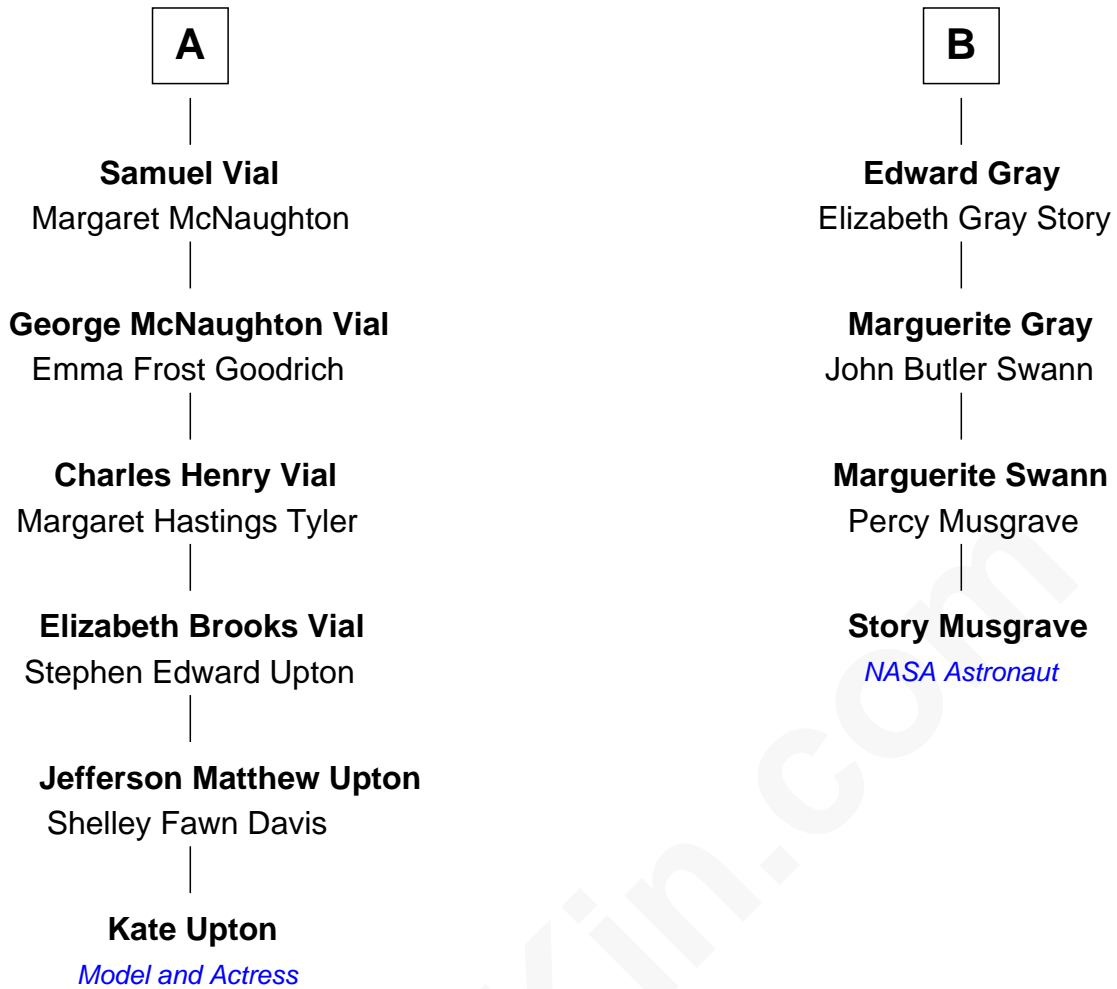 A
Samuel Vial
Margaret McNaughton
George McNaughton Vial
Emma Frost Goodrich
Charles Henry Vial
Margaret Hastings Tyler
Elizabeth Brooks Vial
Stephen Edward Upton
Jefferson Matthew Upton
Shelley Fawn Davis
Kate Upton
Model and Actress
B
Edward Gray
Elizabeth Gray Story
Marguerite Gray
John Butler Swann
Marguerite Swann
Percy Musgrave
Story Musgrave
NASA Astronaut
kin.com